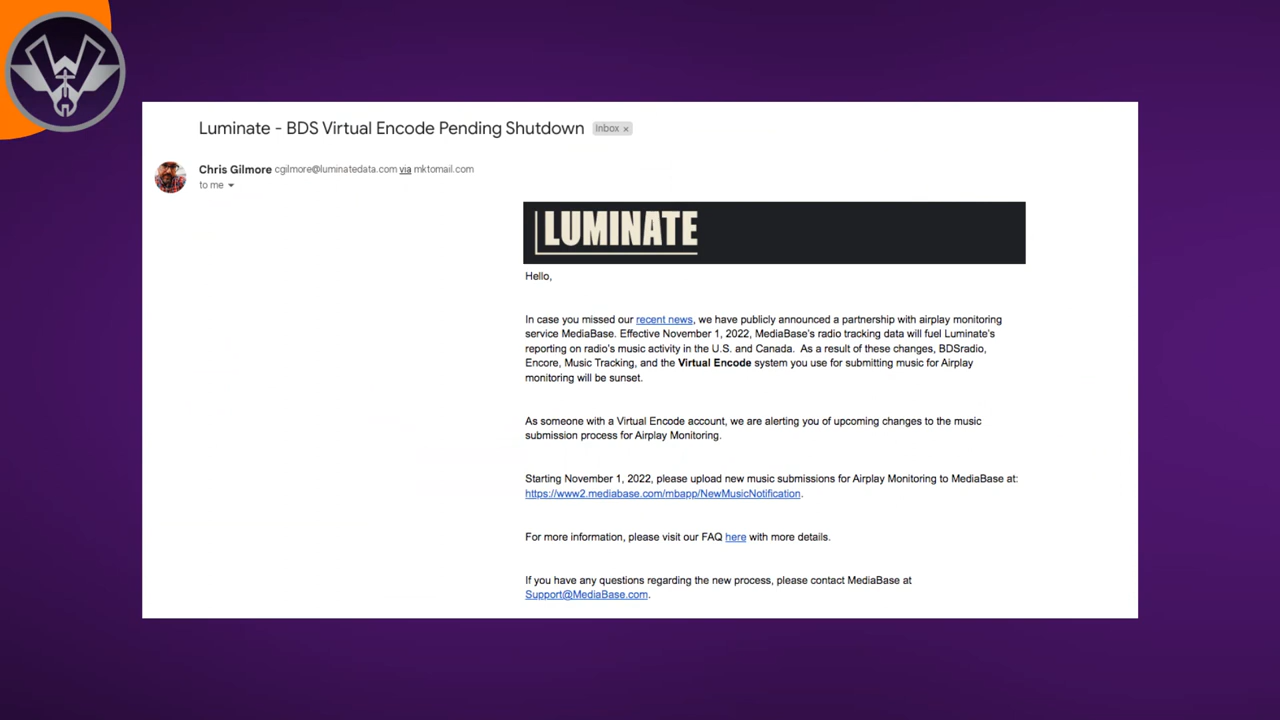 Luminate - BDS Virtual Encode Pending Shutdown Inbox x
Chris Gilmore cgilmore@luminatedata.com via mktomail.com
to me
LUMINATE
Hello,
In case you missed our recent news, we have publicly announced a partnership with airplay monitoring
service MediaBase. Effective November 1, 2022, MediaBase's radio tracking data will fuel Luminate's
reporting on radio's music activity in the U.S. and Canada. As a result of these changes, BDSradio,
Encore, Music Tracking, and the Virtual Encode system you use for submitting music for Airplay
monitoring will be sunset.
As someone with a Virtual Encode account, we are alerting you of upcoming changes to the music
submission process for Airplay Monitoring.
Starting November 1, 2022, please upload new music submissions for Airplay Monitoring to MediaBase at:
https://www2.mediabase.com/mbapp/NewMusicNotification.
For more information, please visit our FAQ here with more details.
If you have any questions regarding the new process, please contact MediaBase at
Support@MediaBase.com.